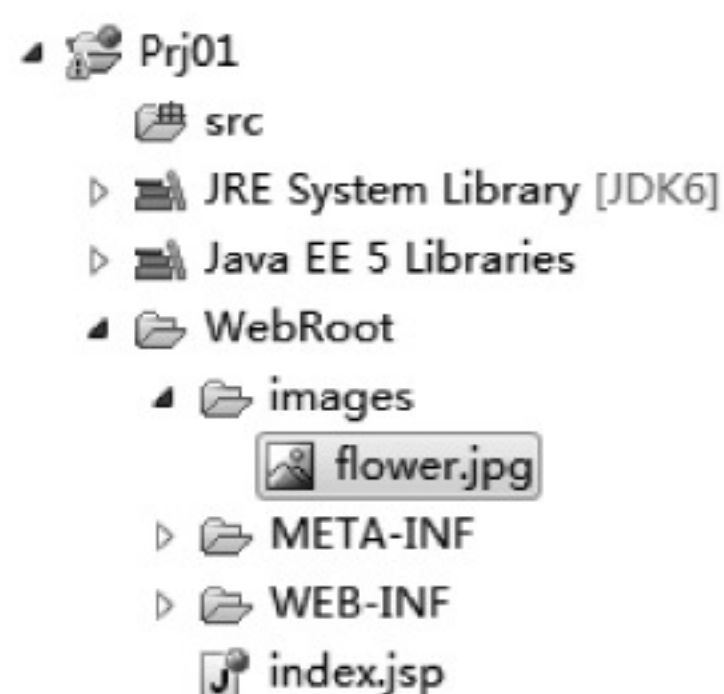 Prj01
src
JRE System Library [JDK6]
Java EE 5 Libraries
WebRoot
images
flower.jpg
META-INF
WEB-INF
index.jsp